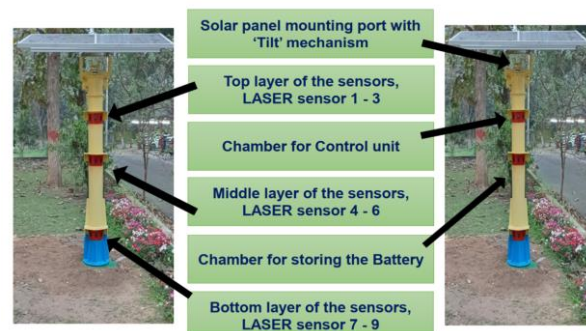 Solar panel mounting port with
‘Tilt’ mechanism
Top layer of the sensors,
LASER sensor 1 - 3
Chamber for Control unit
Middle layer of the sensors,
LASER sensor 4 - 6
Chamber for storing the Battery
Bottom layer of the sensors,
LASER sensor 7 - 9